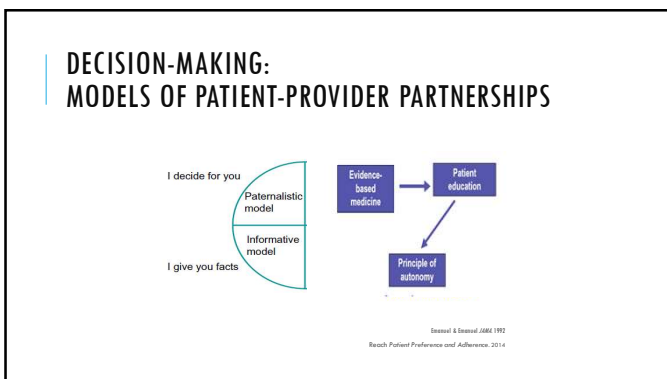 DECISION-MAKING:
MODELS OF PATIENT-PROVIDER PARTNERSHIPS
I decide for you
Paternalistic
model
Informative
model
I give you facts
Evidence-
based
medicine
Patient
education
Principle of
autonomy
Emanuel & Emanuel JAMA 1992
Reach Patient Preference and Adherence. 2014